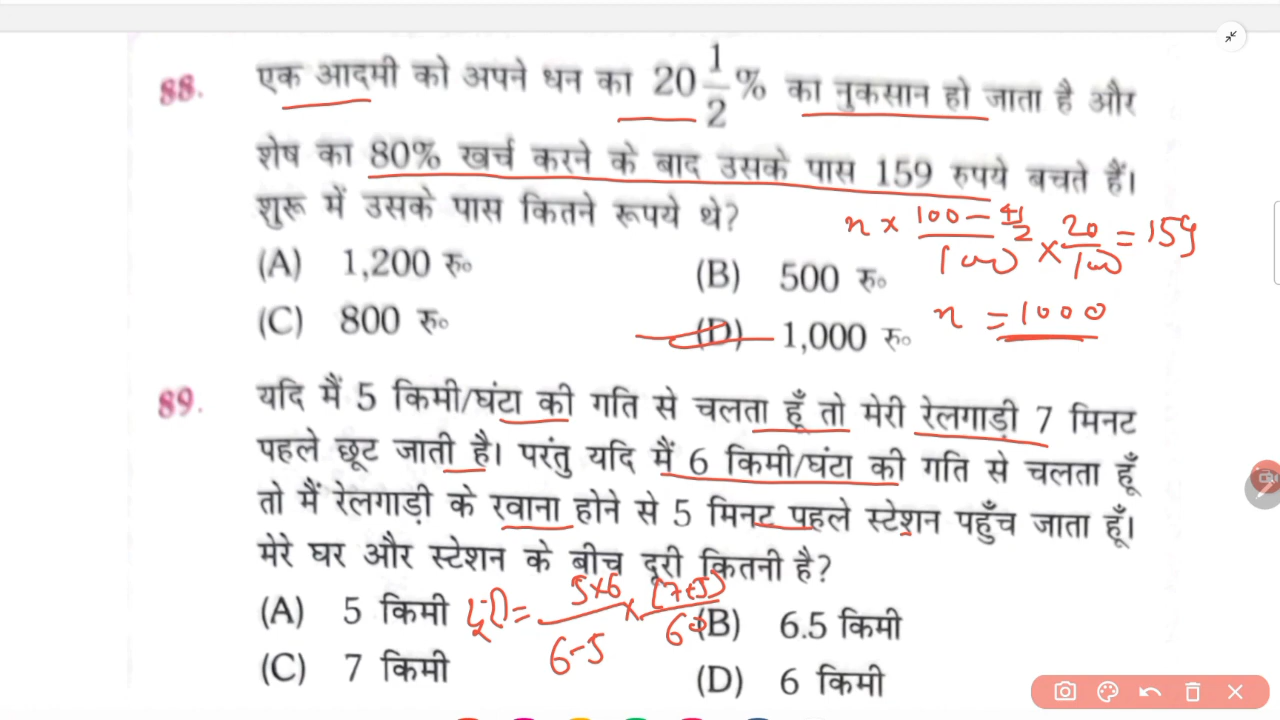 88. एक आदमी को अपने धन का 20 1/2 % का नुकसान हो जाता है और
शेष का 80% खर्च करने के बाद उसके पास 159 रुपये बचते हैं।
शुरू में उसके पास कितने रूपये थे?
n × (100 - 41/2)/100 × 20/100 = 159
(A) 1,200 रु० (B) 500 रु०
n = 1000
(C) 800 रु० (D) 1,000 रु०
89. यदि मैं 5 किमी/घंटा की गति से चलता हूँ तो मेरी रेलगाड़ी 7 मिनट
पहले छूट जाती है। परंतु यदि मैं 6 किमी/घंटा की गति से चलता हूँ
तो मैं रेलगाड़ी के रवाना होने से 5 मिनट पहले स्टेशन पहुँच जाता हूँ।
मेरे घर और स्टेशन के बीच दूरी कितनी है?
दूरी = 5×6/6-5 × (7+5)/60
(A) 5 किमी (B) 6.5 किमी
(C) 7 किमी (D) 6 किमी